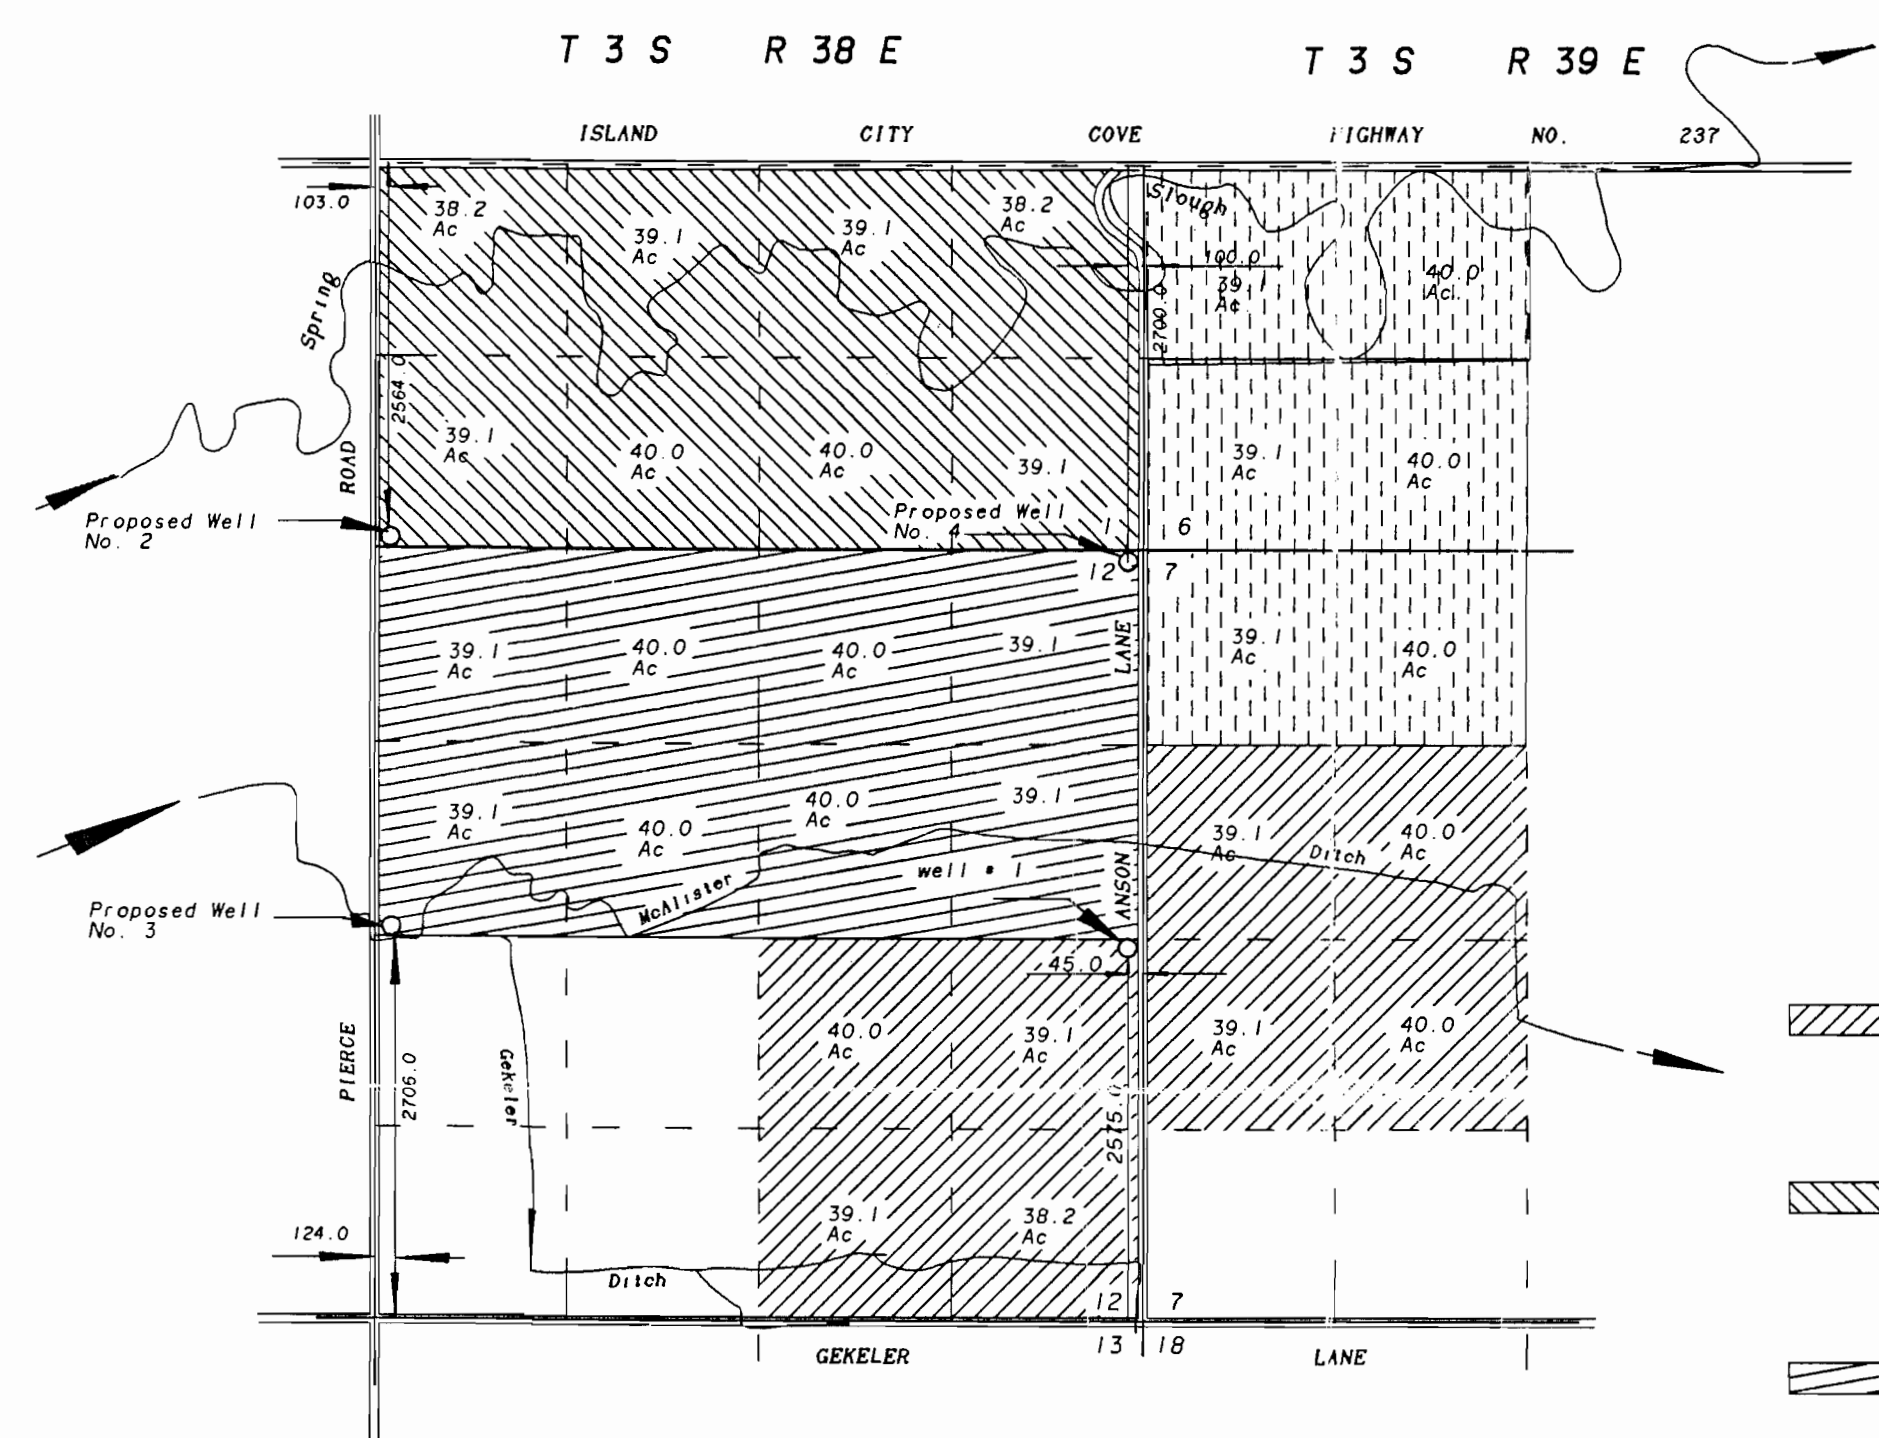 T 3 S R 38 E
T 3 S R 39 E
ISLAND CITY COVE HIGHWAY NO. 237
103.0
38.2
Ac
39.1
Ac
39.1
Ac
38.2
Slough
100.0
39.1
Ac
40.0
Ac
2700.0
Spring
2564.0
ROAD
39.1
Ac
40.0
Ac
40.0
Ac
39.1
39.1
Ac
40.0
Ac
Proposed Well
No. 2
Proposed Well
No. 4
1
6
12
7
LANE
39.1
Ac
40.0
Ac
40.0
Ac
39.1
39.1
Ac
40.0
Ac
39.1
Ac
40.0
Ac
40.0
Ac
39.1
39.1
Ac
40.0
Ac
Ditch
McAlister
well # 1
ANSON
Proposed Well
No. 3
45.0
PIERCE
2706.0
Gekeler
40.0
Ac
39.1
Ac
39.1
Ac
40.0
Ac
2575.0
39.1
Ac
38.2
Ac
124.0
Ditch
12
7
13
18
GEKELER LANE